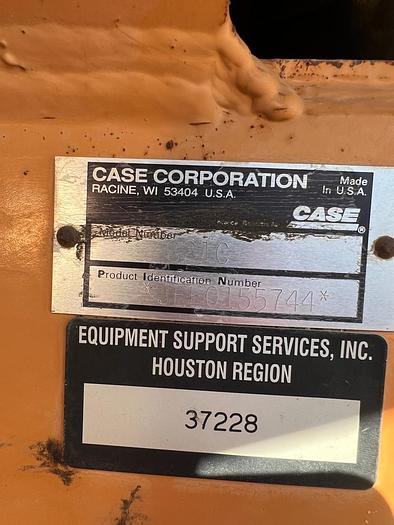 CASE CORPORATION
RACINE, WI 53404 U.S.A.
Made
In U.S.A.
CASE
®
Model Number
Product Identification Number
0155744*
EQUIPMENT SUPPORT SERVICES, INC.
HOUSTON REGION
37228